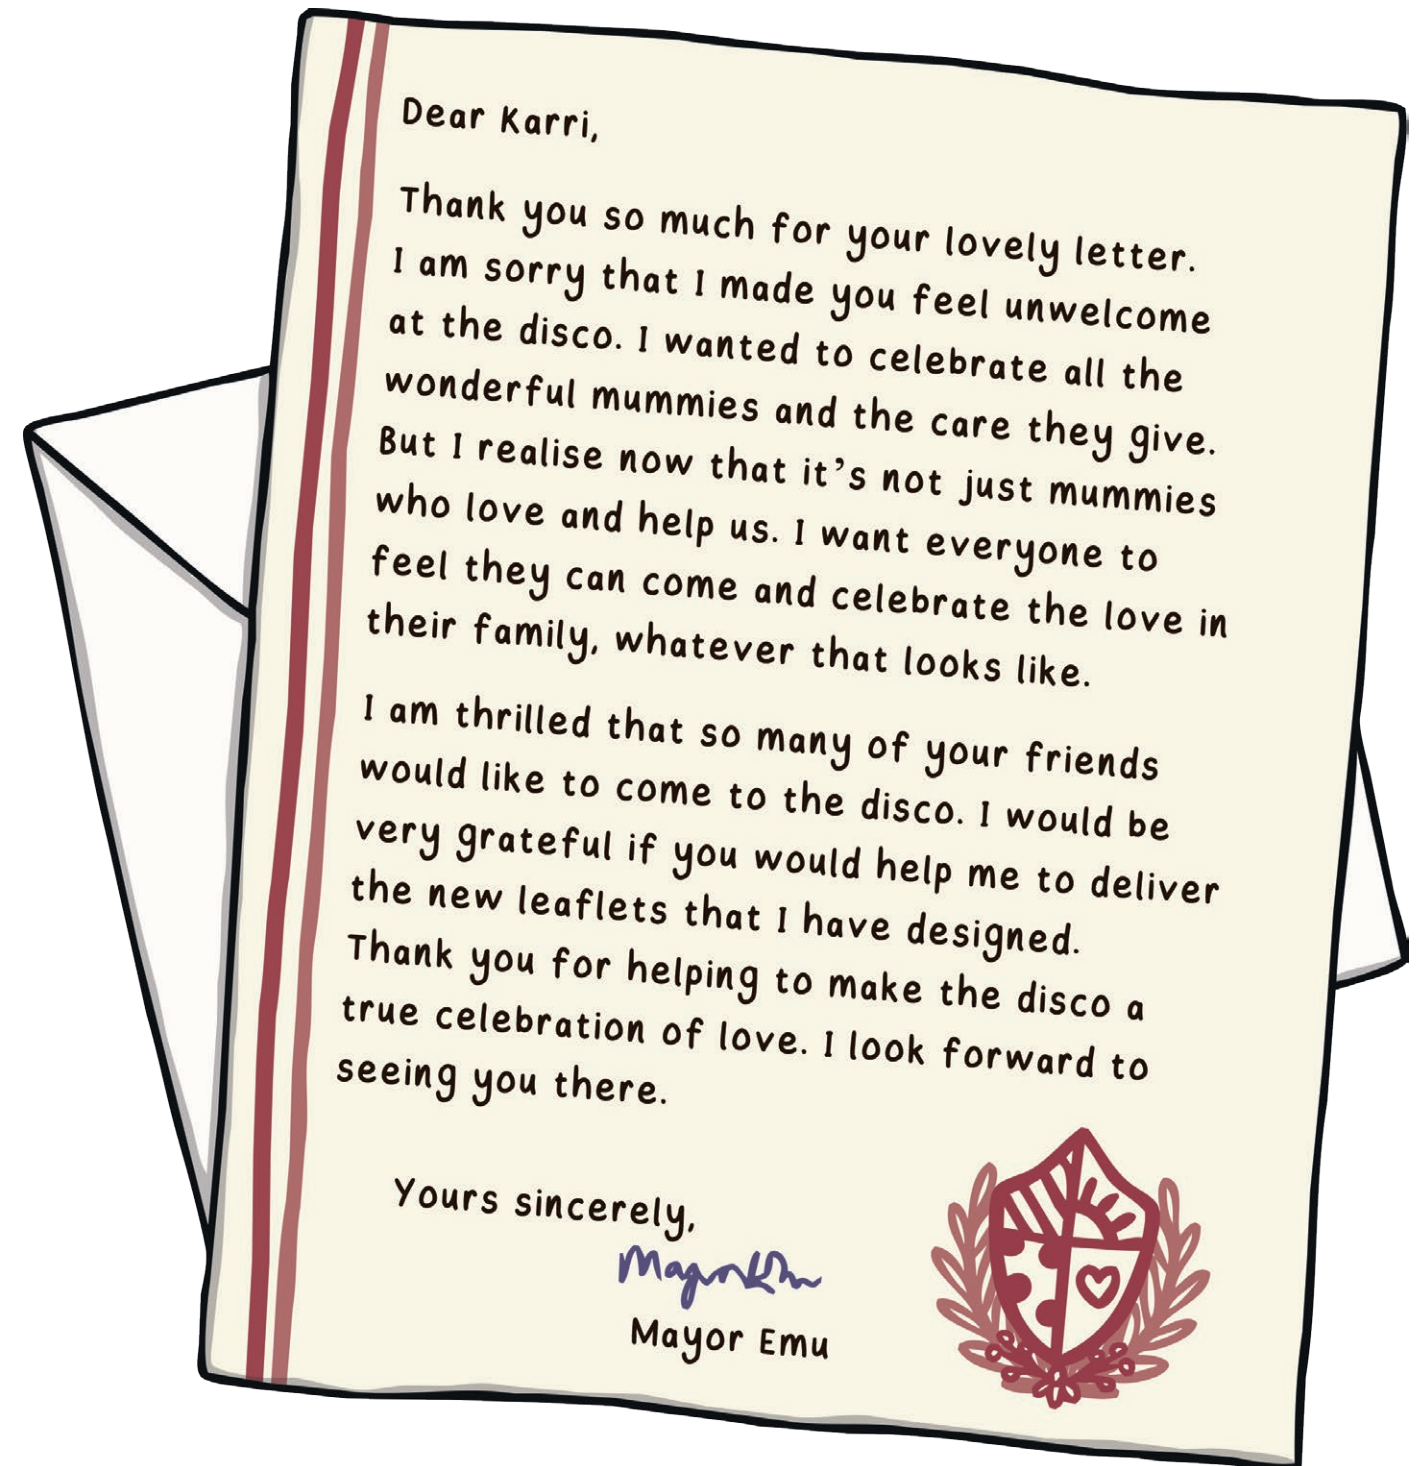 Dear Karri,
Thank you so much for your lovely letter.
I am sorry that I made you feel unwelcome
at the disco. I wanted to celebrate all the
wonderful mummies and the care they give.
But I realise now that it's not just mummies
who love and help us. I want everyone to
feel they can come and celebrate the love in
their family, whatever that looks like.
I am thrilled that so many of your friends
would like to come to the disco. I would be
very grateful if you would help me to deliver
the new leaflets that I have designed.
Thank you for helping to make the disco a
true celebration of love. I look forward to
seeing you there.
Yours sincerely,
Mayor Emu